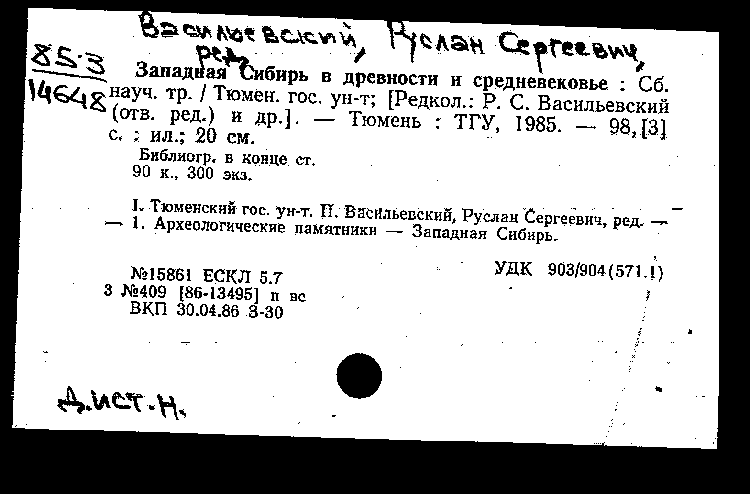 Васильевский, Руслан Сергеевич,
ред.
85-3
14648
Западная Сибирь в древности и средневековье : Сб.
науч. тр. / Тюмен. гос. ун-т; [Редкол.: Р. С. Васильевский
(отв. ред.) и др.]. — Тюмень : ТГУ, 1985. — 98, [3]
с. : ил.; 20 см.
Библиогр. в конце ст.
90 к., 300 экз.
I. Тюменский гос. ун-т. II. Васильевский, Руслан Сергеевич, ред. —
— 1. Археологические памятники — Западная Сибирь.
УДК 903/904(571.1)
№15861 ЕСКЛ 5.7
3 №409 [86-13495] п вс
ВКП 30.04.86 З-30
Д.ист.н.